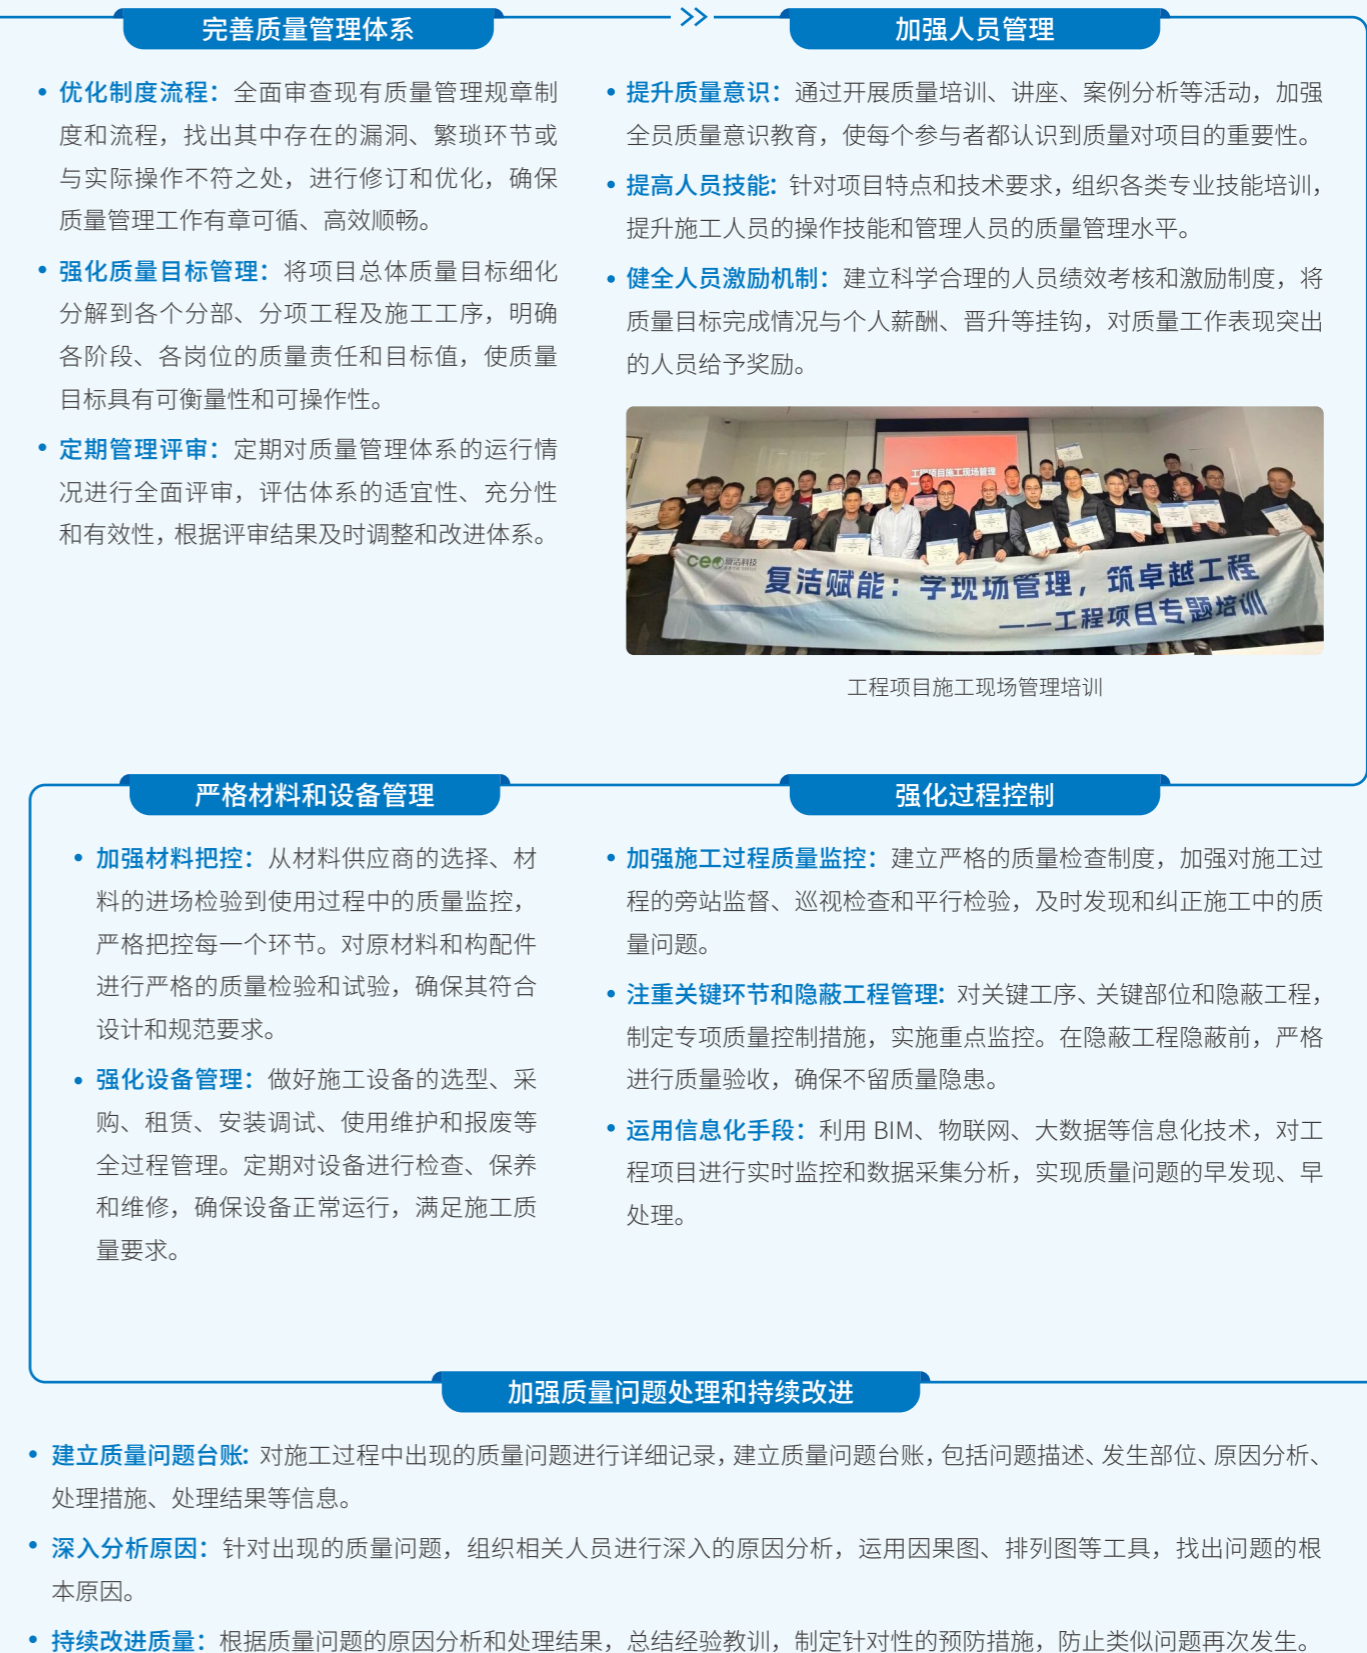 完善质量管理体系
• 优化制度流程：全面审查现有质量管理规章制
度和流程，找出其中存在的漏洞、繁琐环节或
与实际操作不符之处，进行修订和优化，确保
质量管理工作有章可循、高效顺畅。
• 强化质量目标管理：将项目总体质量目标细化
分解到各个分部、分项工程及施工工序，明确
各阶段、各岗位的质量责任和目标值，使质量
目标具有可衡量性和可操作性。
• 定期管理评审：定期对质量管理体系的运行情
况进行全面评审，评估体系的适宜性、充分性
和有效性，根据评审结果及时调整和改进体系。
加强人员管理
• 提升质量意识：通过开展质量培训、讲座、案例分析等活动，加强
全员质量意识教育，使每个参与者都认识到质量对项目的重要性。
• 提高人员技能：针对项目特点和技术要求，组织各类专业技能培训，
提升施工人员的操作技能和管理人员的质量管理水平。
• 健全人员激励机制：建立科学合理的人员绩效考核和激励制度，将
质量目标完成情况与个人薪酬、晋升等挂钩，对质量工作表现突出
的人员给予奖励。
工程项目施工现场管理
复洁科技
复洁赋能：学现场管理，筑卓越工程
——工程项目专题培训
工程项目施工现场管理培训
严格材料和设备管理
• 加强材料把控：从材料供应商的选择、材
料的进场检验到使用过程中的质量监控，
严格把控每一个环节。对原材料和构配件
进行严格的质量检验和试验，确保其符合
设计和规范要求。
• 强化设备管理：做好施工设备的选型、采
购、租赁、安装调试、使用维护和报废等
全过程管理。定期对设备进行检查、保养
和维修，确保设备正常运行，满足施工质
量要求。
强化过程控制
• 加强施工过程质量监控：建立严格的质量检查制度，加强对施工过
程的旁站监督、巡视检查和平行检验，及时发现和纠正施工中的质
量问题。
• 注重关键环节和隐蔽工程管理：对关键工序、关键部位和隐蔽工程，
制定专项质量控制措施，实施重点监控。在隐蔽工程隐蔽前，严格
进行质量验收，确保不留质量隐患。
• 运用信息化手段：利用 BIM、物联网、大数据等信息化技术，对工
程项目进行实时监控和数据采集分析，实现质量问题的早发现、早
处理。
加强质量问题处理和持续改进
• 建立质量问题台账：对施工过程中出现的质量问题进行详细记录，建立质量问题台账，包括问题描述、发生部位、原因分析、
处理措施、处理结果等信息。
• 深入分析原因：针对出现的质量问题，组织相关人员进行深入的原因分析，运用因果图、排列图等工具，找出问题的根
本原因。
• 持续改进质量：根据质量问题的原因分析和处理结果，总结经验教训，制定针对性的预防措施，防止类似问题再次发生。